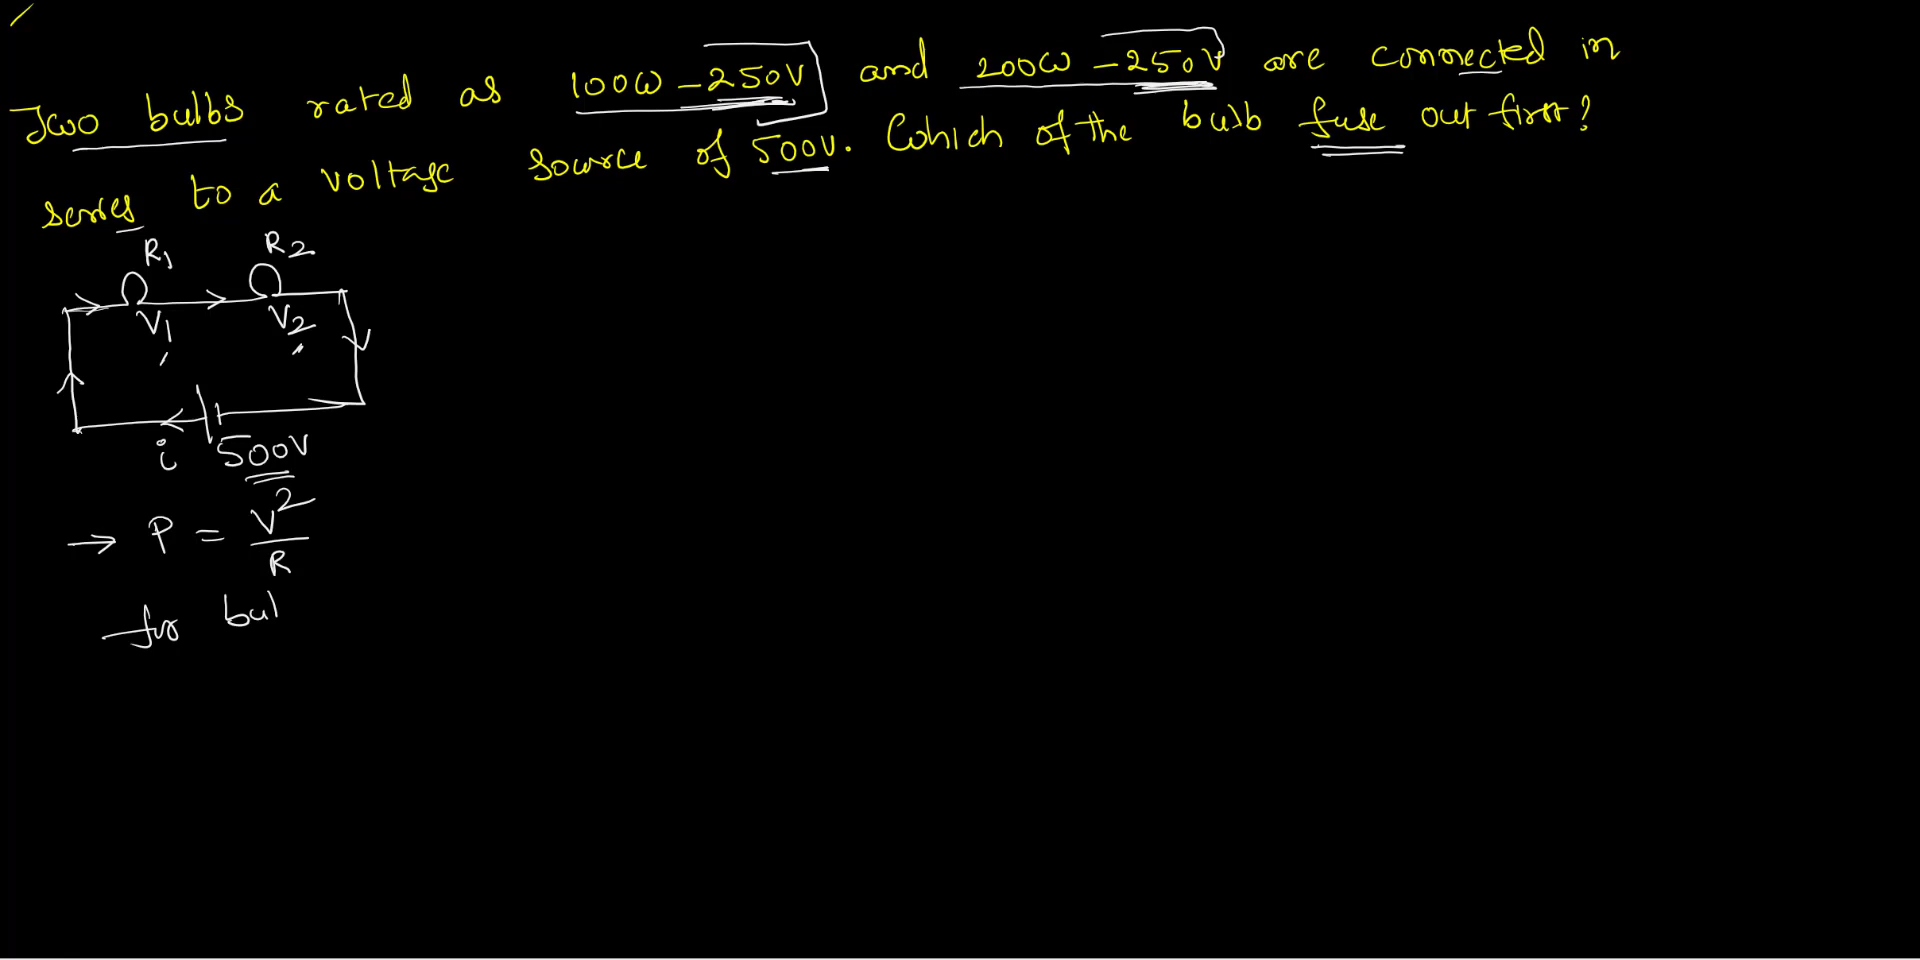 Two bulbs rated as 100W - 250V and 200W - 250V are connected in
series to a voltage source of 500V. Which of the bulb fuse out first?
R1 R2
V1 V2
i 500V
→ P = V²/R
for bul